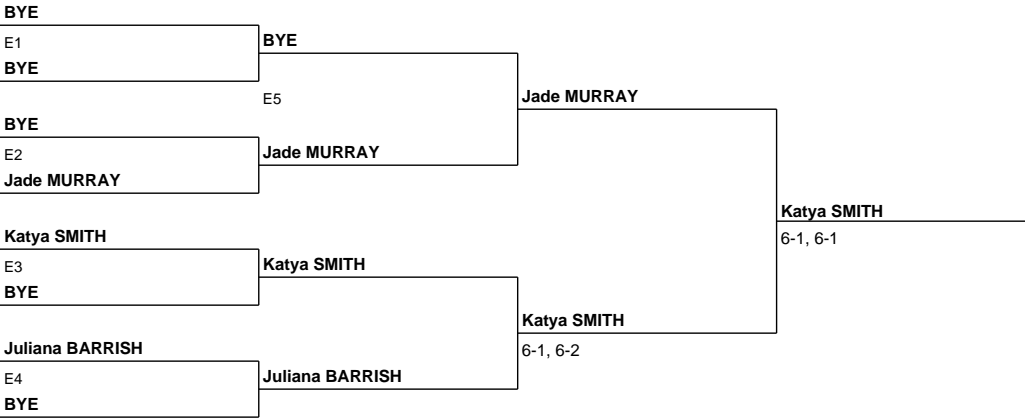 BYE
E1
BYE
BYE
E5
Jade MURRAY
BYE
E2
Jade MURRAY
Jade MURRAY
Katya SMITH
6-1, 6-1
Katya SMITH
E3
Katya SMITH
BYE
Katya SMITH
6-1, 6-2
Juliana BARRISH
E4
Juliana BARRISH
BYE